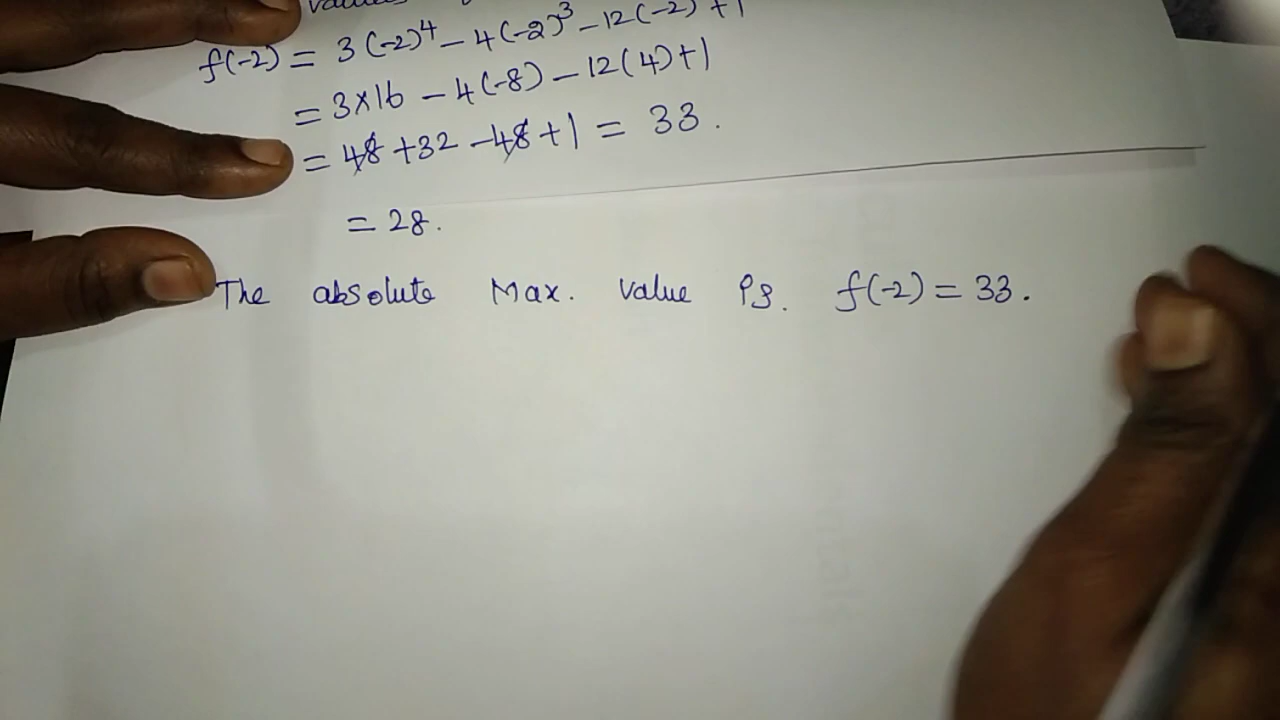 values
f(-2) = 3(-2)⁴ - 4(-2)³ - 12(-2) + 1
= 3×16 - 4(-8) - 12(4) + 1
= 48 + 32 - 48 + 1 = 33.
= 28.
The absolute Max. value is. f(-2) = 33.